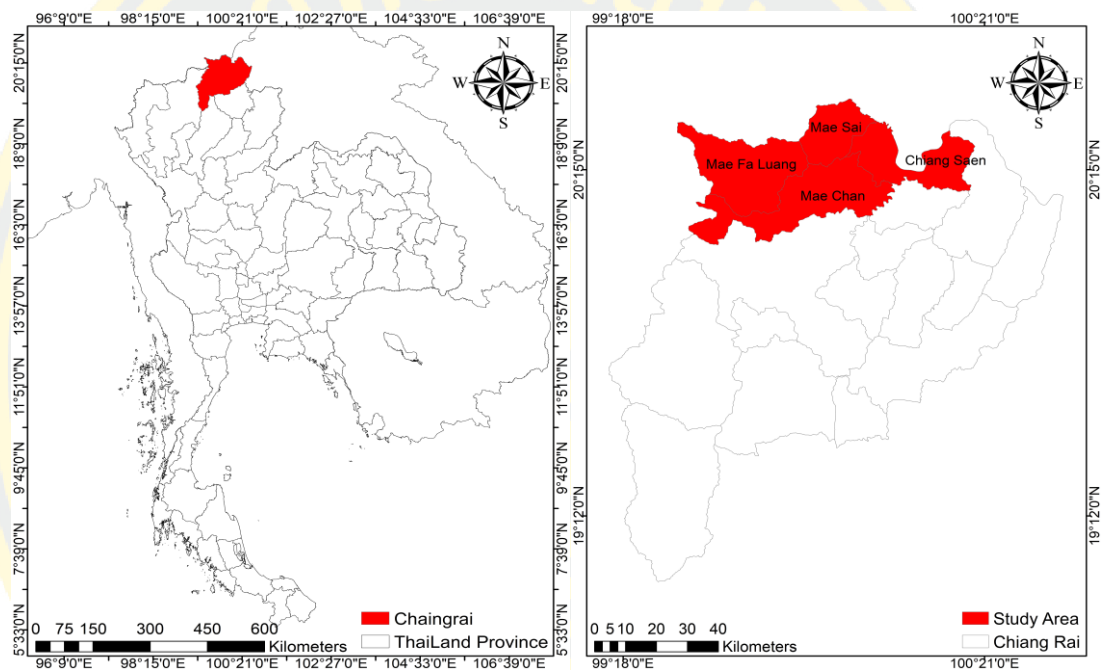 96°9'0"E 98°15'0"E 100°21'0"E 102°27'0"E 104°33'0"E 106°39'0"E
20°15'0"N
18°9'0"N
16°3'0"N
13°57'0"N
11°51'0"N
9°45'0"N
7°39'0"N
5°33'0"N
N
W E
S
20°15'0"N
18°9'0"N
16°3'0"N
13°57'0"N
11°51'0"N
9°45'0"N
7°39'0"N
5°33'0"N
Chaingrai
ThaiLand Province
0 75 150 300 450 600
Kilometers
96°9'0"E 98°15'0"E 100°21'0"E 102°27'0"E 104°33'0"E 106°39'0"E
99°18'0"E 100°21'0"E
N
W E
S
20°15'0"N
19°12'0"N
Mae Sai
Mae Fa Luang
Chiang Saen
Mae Chan
20°15'0"N
19°12'0"N
Study Area
Chiang Rai
0 5 10 20 30 40
Kilometers
99°18'0"E 100°21'0"E